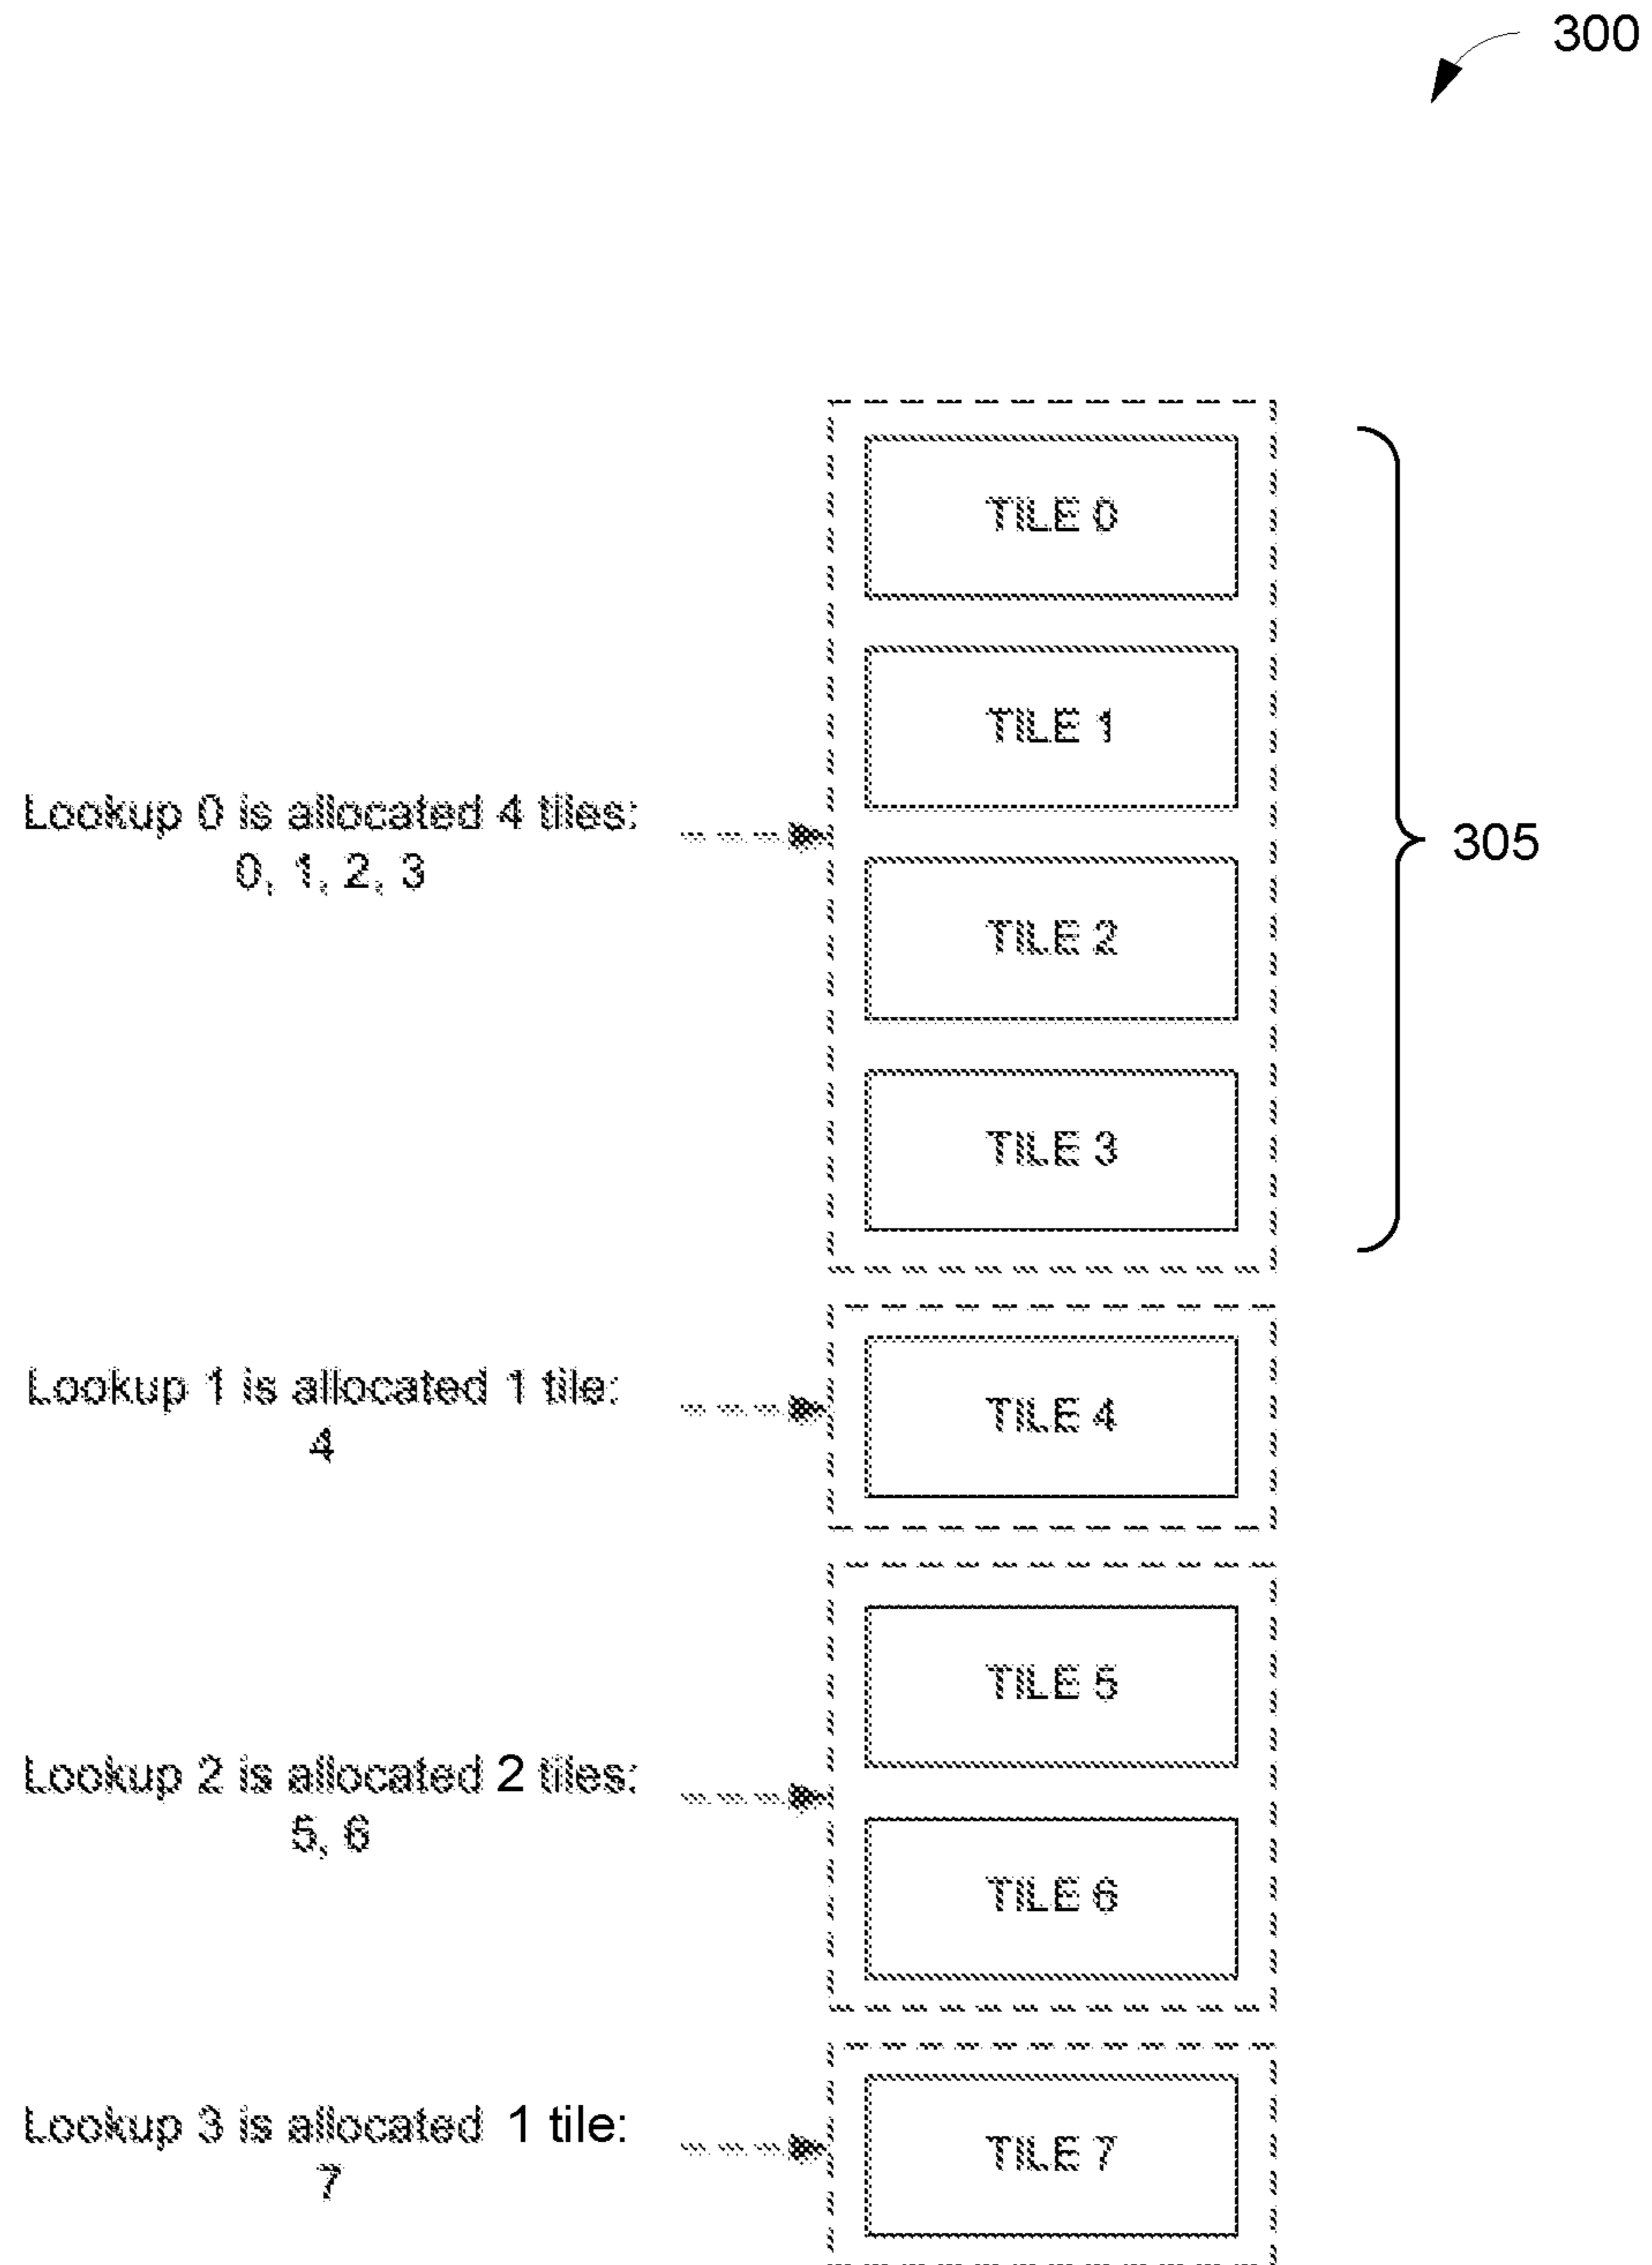 300
TILE 0
TILE 1
Lookup 0 is allocated 4 tiles:
0, 1, 2, 3
305
TILE 2
TILE 3
Lookup 1 is allocated 1 tile:
4
TILE 4
TILE 5
Lookup 2 is allocated 2 tiles:
5, 6
TILE 6
Lookup 3 is allocated 1 tile:
7
TILE 7